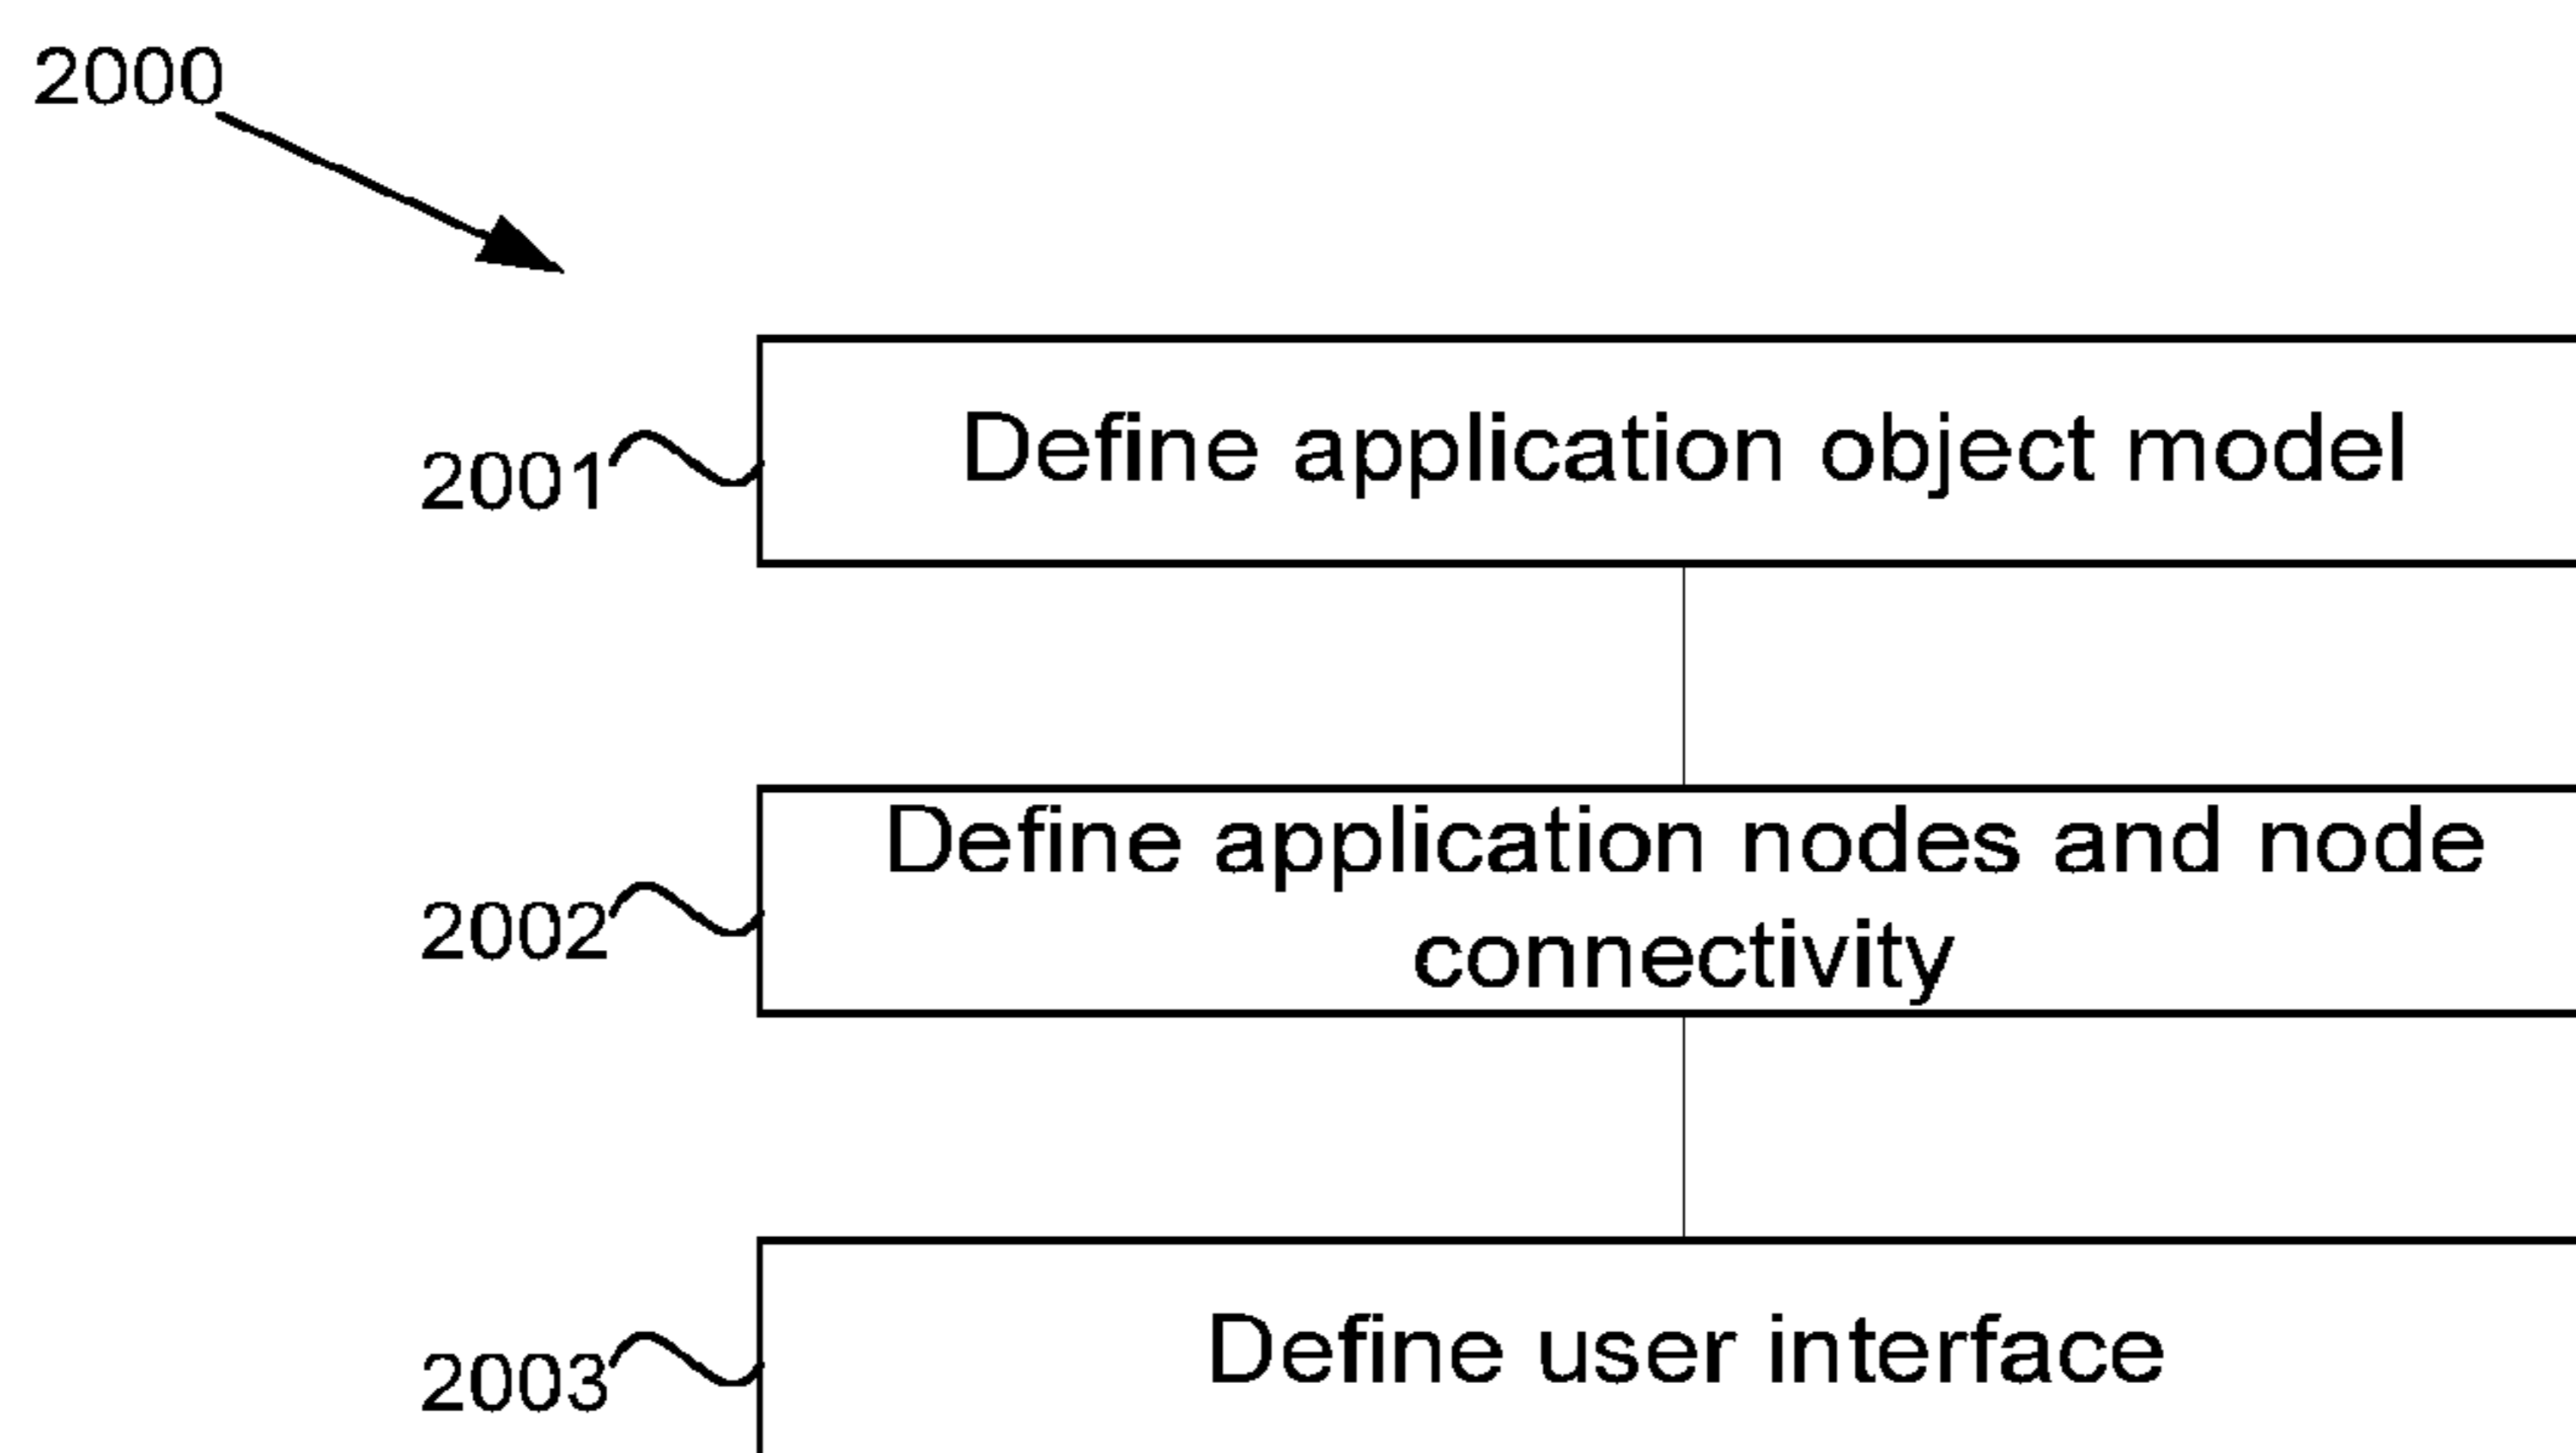 2000
2001
Define application object model
2002
Define application nodes and node
connectivity
2003
Define user interface